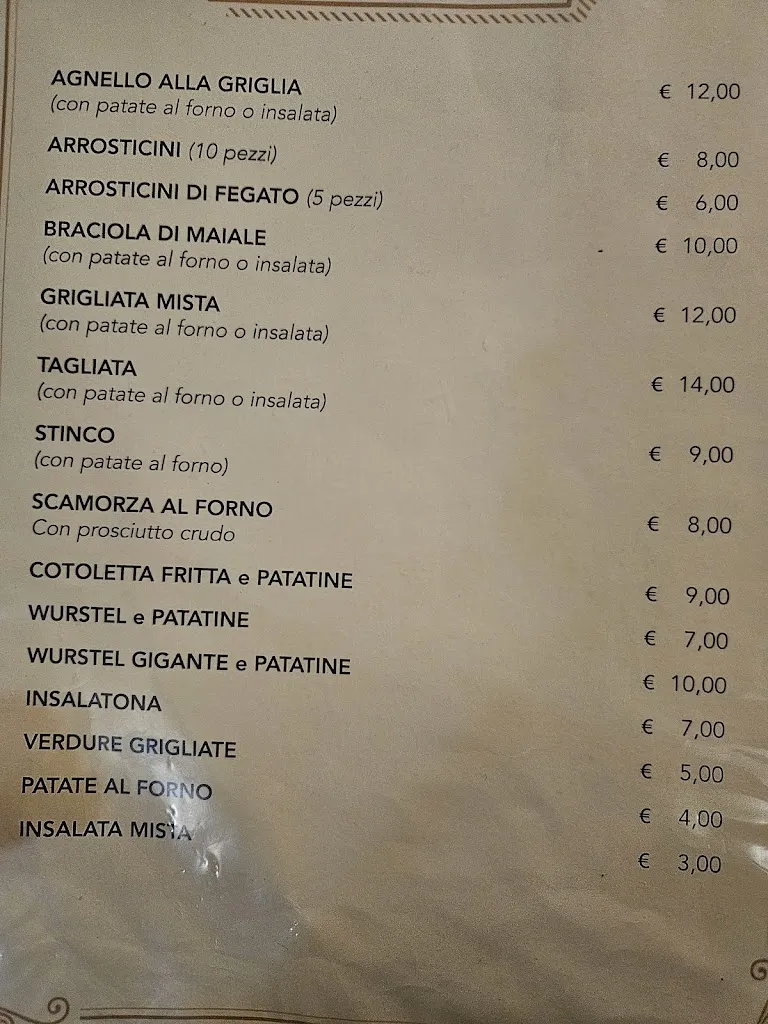 AGNELLO ALLA GRIGLIA € 12,00
(con patate al forno o insalata)
ARROSTICINI (10 pezzi) € 8,00
ARROSTICINI DI FEGATO (5 pezzi) € 6,00
BRACIOLA DI MAIALE € 10,00
(con patate al forno o insalata)
GRIGLIATA MISTA € 12,00
(con patate al forno o insalata)
TAGLIATA € 14,00
(con patate al forno o insalata)
STINCO € 9,00
(con patate al forno)
SCAMORZA AL FORNO € 8,00
Con prosciutto crudo
COTOLETTA FRITTA e PATATINE € 9,00
WURSTEL e PATATINE € 7,00
WURSTEL GIGANTE e PATATINE € 10,00
INSALATONA € 7,00
VERDURE GRIGLIATE € 5,00
PATATE AL FORNO € 4,00
INSALATA MISTA € 3,00